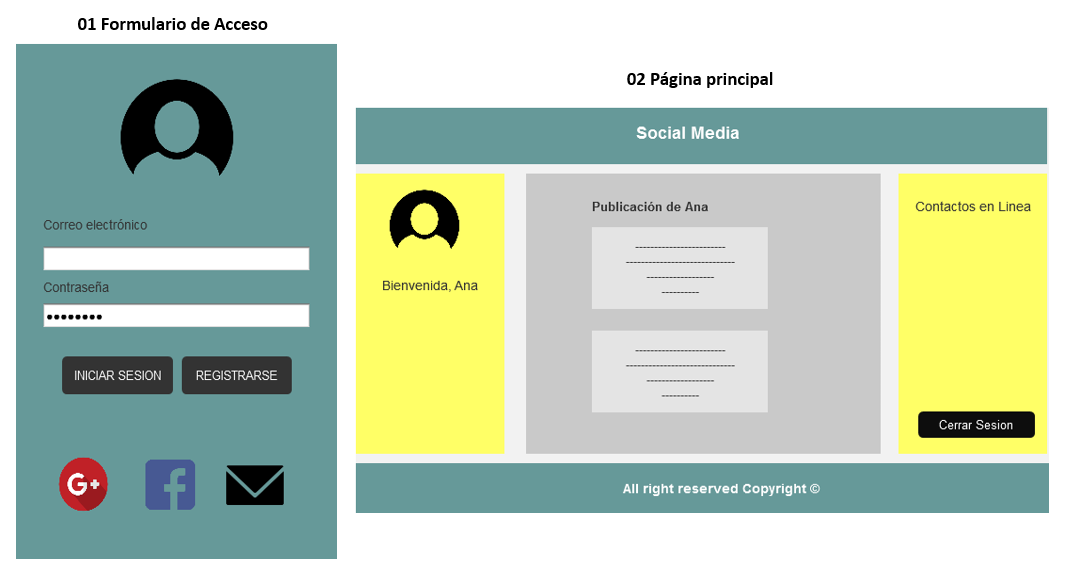 01 Formulario de Acceso
Correo electrónico
Contraseña
••••••••
INICIAR SESION
REGISTRARSE
G+
f
02 Página principal
Social Media
Bienvenida, Ana
Publicación de Ana
Contactos en Linea
Cerrar Sesion
All right reserved Copyright ©